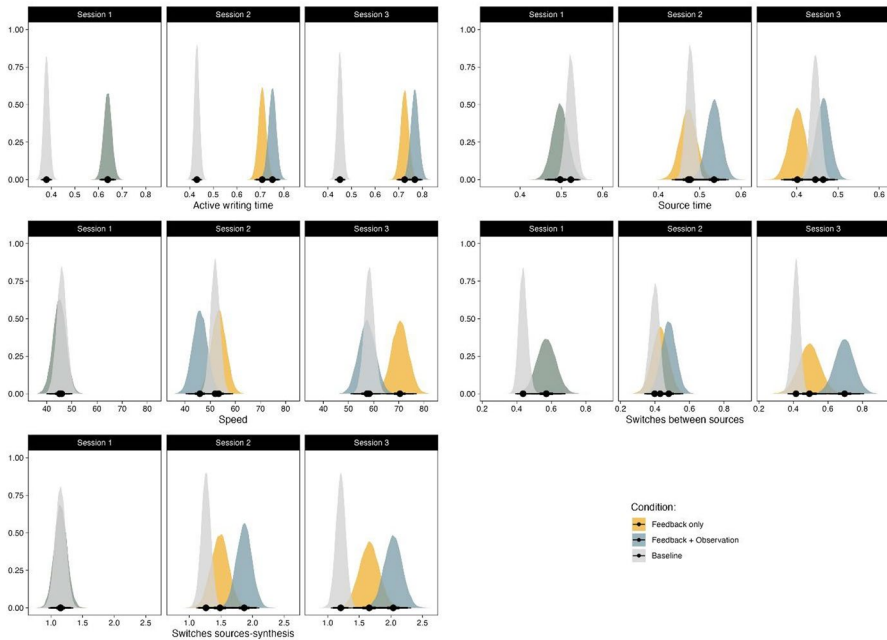 Session 1 Session 2 Session 3
1.00
0.75
0.50
0.25
0.00
0.4 0.6 0.7 0.8 0.4 0.6 0.7 0.8 0.4 0.6 0.7 0.8
Active writing time
Session 1 Session 2 Session 3
0.4 0.5 0.6 0.4 0.5 0.6 0.4 0.5 0.6
Source time
Session 1 Session 2 Session 3
1.00
0.75
0.50
0.25
0.00
40 50 60 70 80 40 50 60 70 80 40 50 60 70 80
Speed
Session 1 Session 2 Session 3
0.2 0.4 0.6 0.8 0.2 0.4 0.6 0.8 0.2 0.4 0.6 0.8
Switches between sources
Session 1 Session 2 Session 3
1.00
0.75
0.50
0.25
0.00
1.0 1.5 2.0 2.5 1.0 1.5 2.0 2.5 1.0 1.5 2.0 2.5
Switches sources-synthesis
Condition:
Feedback only
Feedback + Observation
Baseline